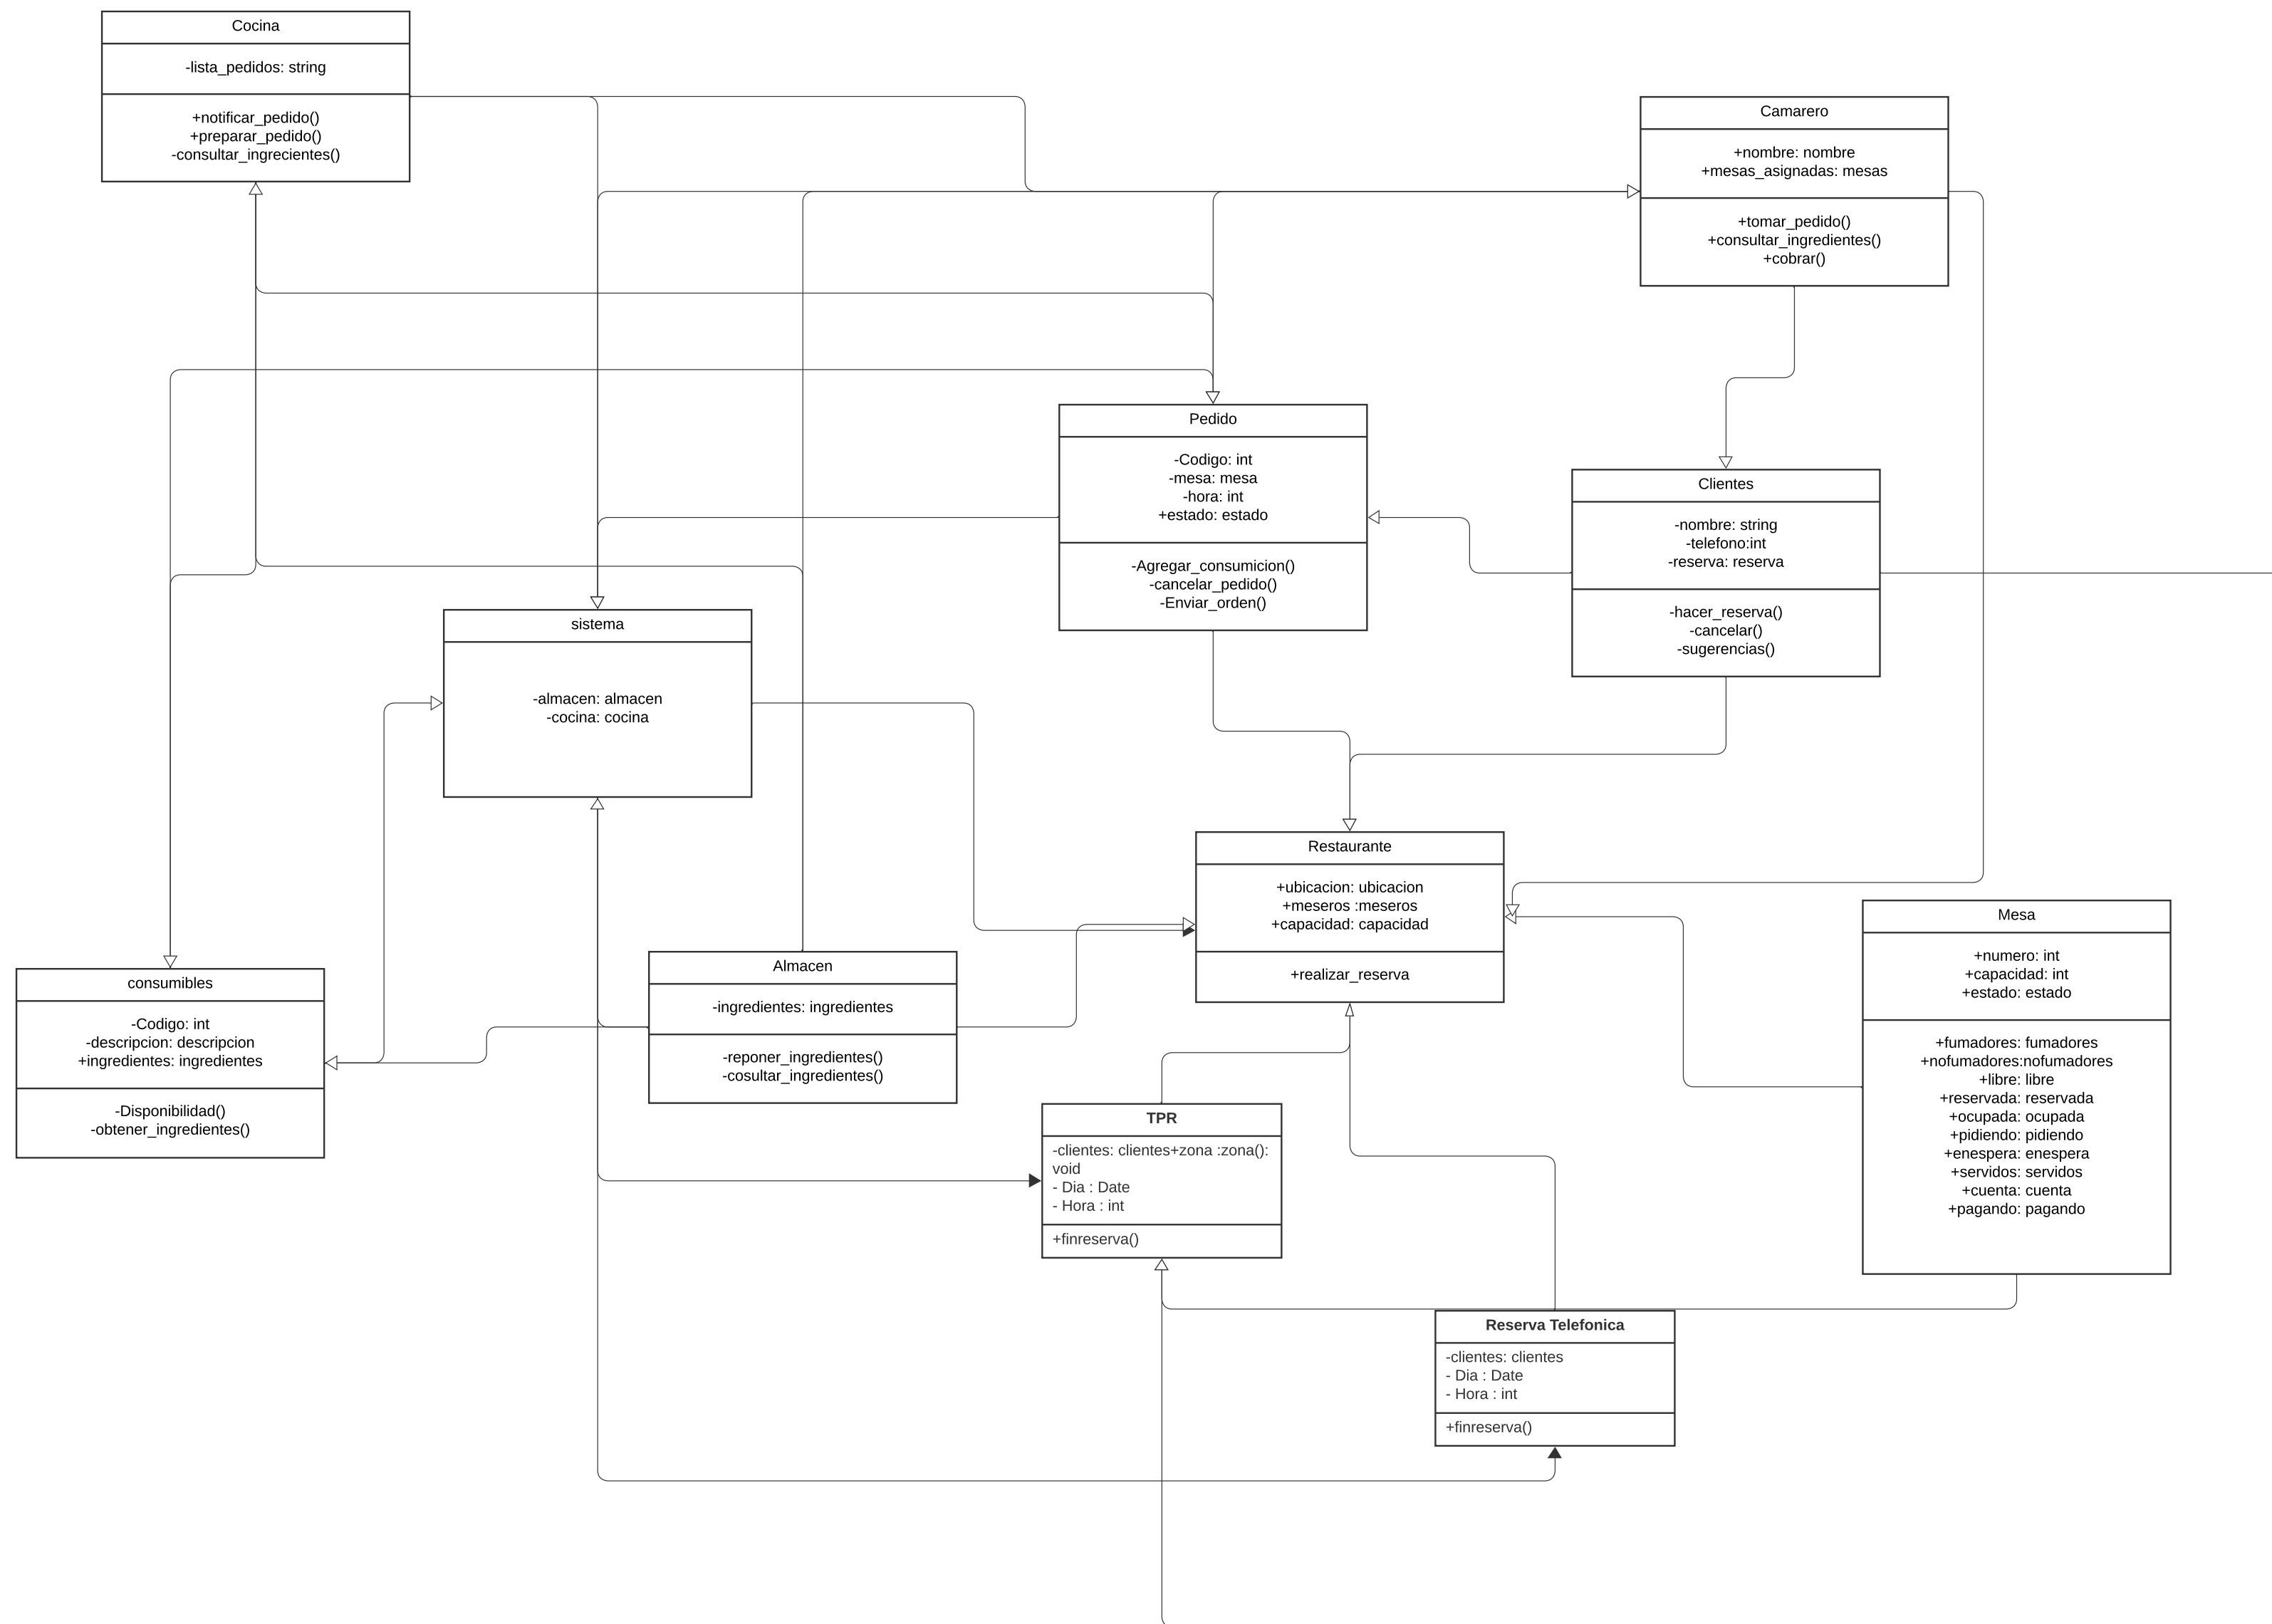 Cocina
-lista_pedidos: string
+notificar_pedido()
+preparar_pedido()
-consultar_ingrecientes()
Camarero
+nombre: nombre
+mesas_asignadas: mesas
+tomar_pedido()
+consultar_ingredientes()
+cobrar()
Pedido
-Codigo: int
-mesa: mesa
-hora: int
+estado: estado
-Agregar_consumicion()
-cancelar_pedido()
-Enviar_orden()
Clientes
-nombre: string
-telefono:int
-reserva: reserva
-hacer_reserva()
-cancelar()
-sugerencias()
sistema
-almacen: almacen
-cocina: cocina
Restaurante
+ubicacion: ubicacion
+meseros :meseros
+capacidad: capacidad
+realizar_reserva
Mesa
+numero: int
+capacidad: int
+estado: estado
+fumadores: fumadores
+nofumadores:nofumadores
+libre: libre
+reservada: reservada
+ocupada: ocupada
+pidiendo: pidiendo
+enespera: enespera
+servidos: servidos
+cuenta: cuenta
+pagando: pagando
consumibles
-Codigo: int
-descripcion: descripcion
+ingredientes: ingredientes
-Disponibilidad()
-obtener_ingredientes()
Almacen
-ingredientes: ingredientes
-reponer_ingredientes()
-cosultar_ingredientes()
TPR
-clientes: clientes+zona :zona():
void
- Dia : Date
- Hora : int
+finreserva()
Reserva Telefonica
-clientes: clientes
- Dia : Date
- Hora : int
+finreserva()